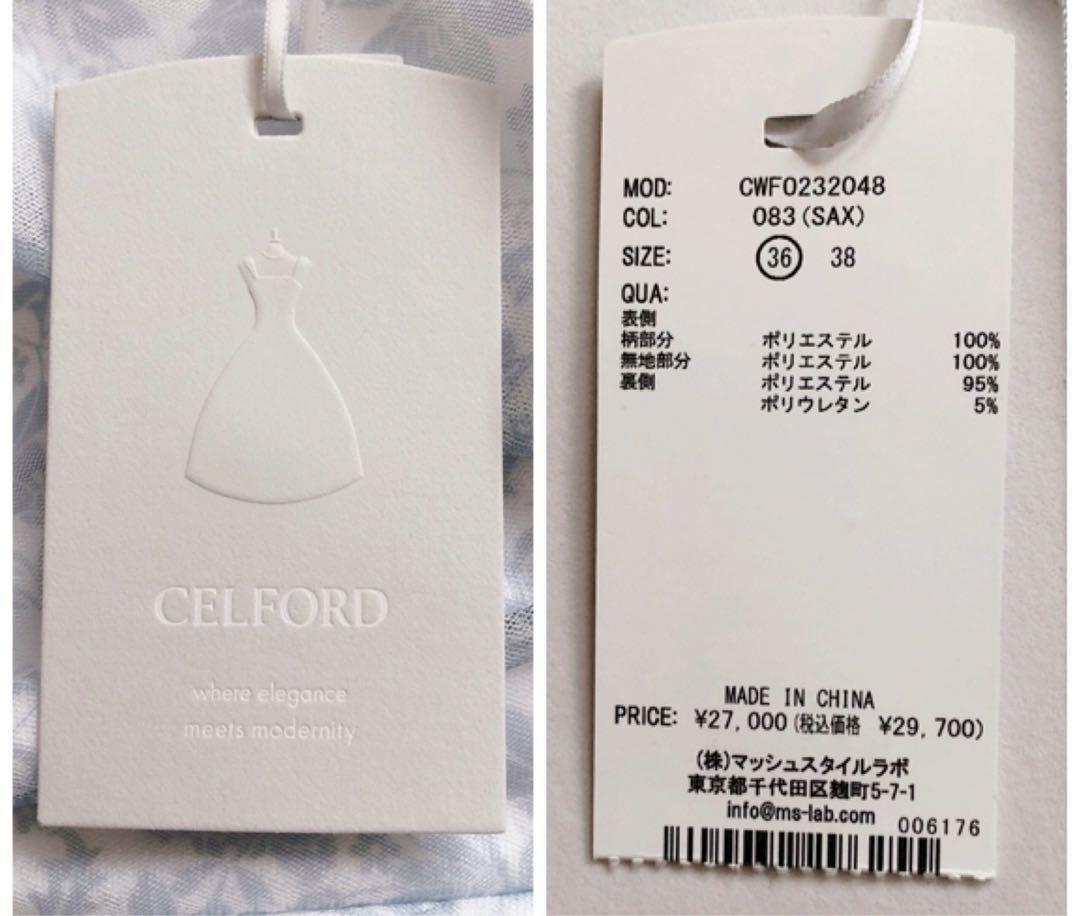 CELFORD
where elegance
meets modernity
MOD: CWF0232048
COL: 083 (SAX)
SIZE: 36 38
QUA:
表側
柄部分 ポリエステル 100%
無地部分 ポリエステル 100%
裏側 ポリエステル 95%
ポリウレタン 5%
MADE IN CHINA
PRICE: ¥27,000 (税込価格 ¥29,700)
(株)マッシュスタイルラボ
東京都千代田区麹町5-7-1
info@ms-lab.com 006176